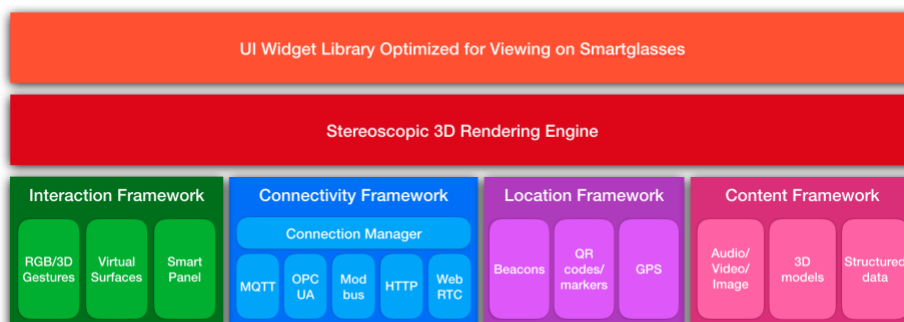 UI Widget Library Optimized for Viewing on Smartglasses
Stereoscopic 3D Rendering Engine
Interaction Framework
RGB/3D
Gestures
Virtual
Surfaces
Smart
Panel
Connectivity Framework
Connection Manager
MQTT
OPC
UA
Mod
bus
HTTP
Web
RTC
Location Framework
Beacons
QR
codes/
markers
GPS
Content Framework
Audio/
Video/
Image
3D
models
Structured
data